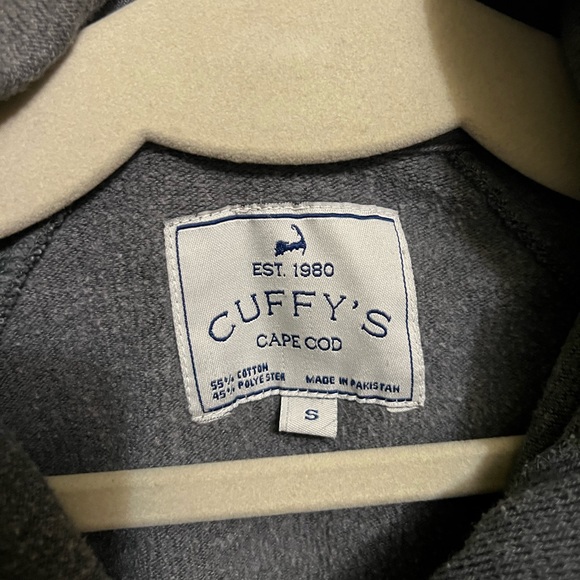 EST. 1980
CUFFY'S
CAPE COD
55% COTTON
45% POLYESTER MADE IN PAKISTAN
S